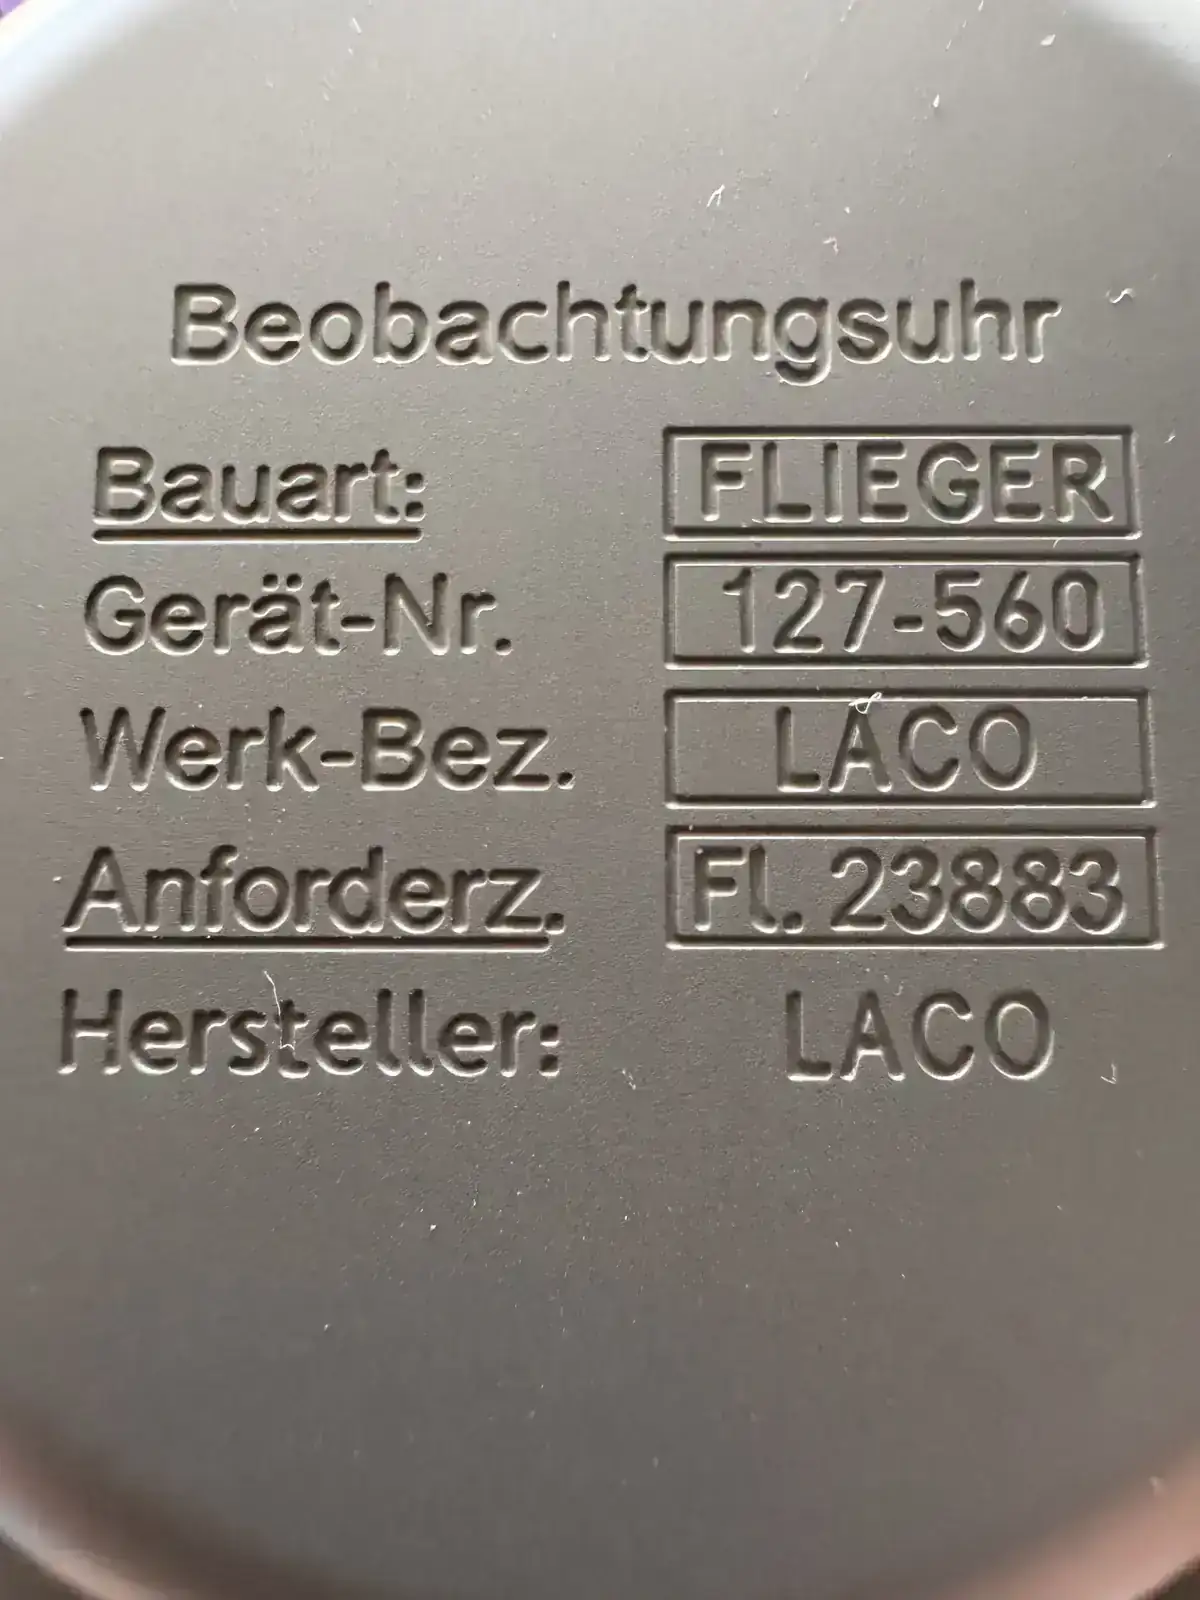 Beobachtungsuhr
Bauart: FLIEGER
Gerät-Nr. 127-560
Werk-Bez. LACO
Anforderz. Fl. 23883
Hersteller: LACO